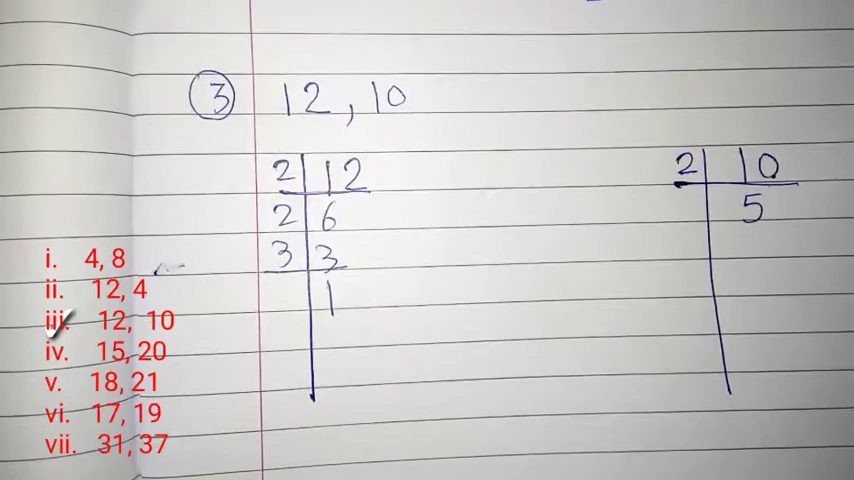 3 12, 10
2 12
2 6
3 3
1
2 10
5
i. 4, 8
ii. 12, 4
iii. 12, 10
iv. 15, 20
v. 18, 21
vi. 17, 19
vii. 31, 37